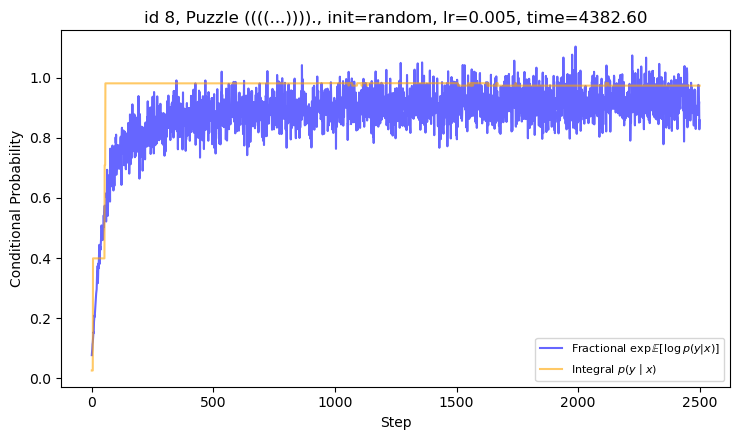 id 8, Puzzle ((((...))))., init=random, lr=0.005, time=4382.60
Conditional Probability
1.0
0.8
0.6
0.4
0.2
0.0
Fractional exp 𝔼[log p(y|x)]
Integral p(y | x)
0 500 1000 1500 2000 2500
Step